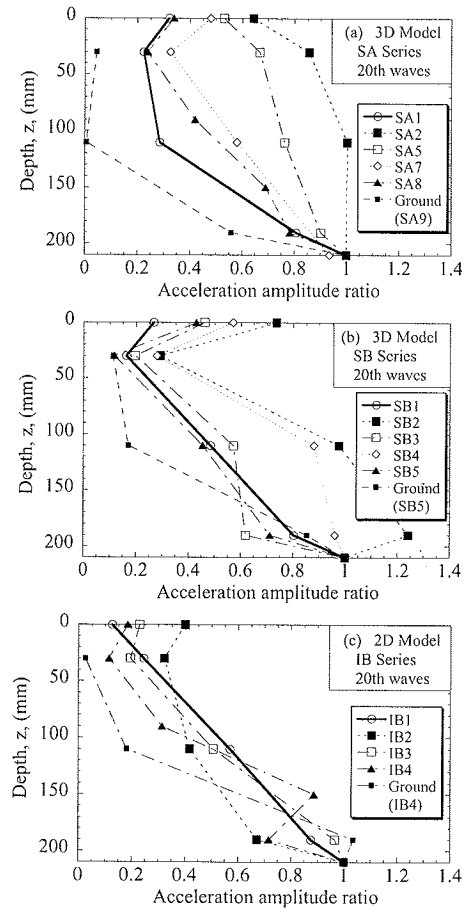 (a) 3D Model
SA Series
20th waves
0
50
100
150
200
Depth, z, (mm)
SA1
SA2
SA5
SA7
SA8
Ground
(SA9)
0 0.2 0.4 0.6 0.8 1 1.2 1.4
Acceleration amplitude ratio
(b) 3D Model
SB Series
20th waves
0
50
100
150
200
Depth, z, (mm)
SB1
SB2
SB3
SB4
SB5
Ground
(SB5)
0 0.2 0.4 0.6 0.8 1 1.2 1.4
Acceleration amplitude ratio
(c) 2D Model
IB Series
20th waves
0
50
100
150
200
Depth, z, (mm)
IB1
IB2
IB3
IB4
Ground
(IB4)
0 0.2 0.4 0.6 0.8 1 1.2 1.4
Acceleration amplitude ratio